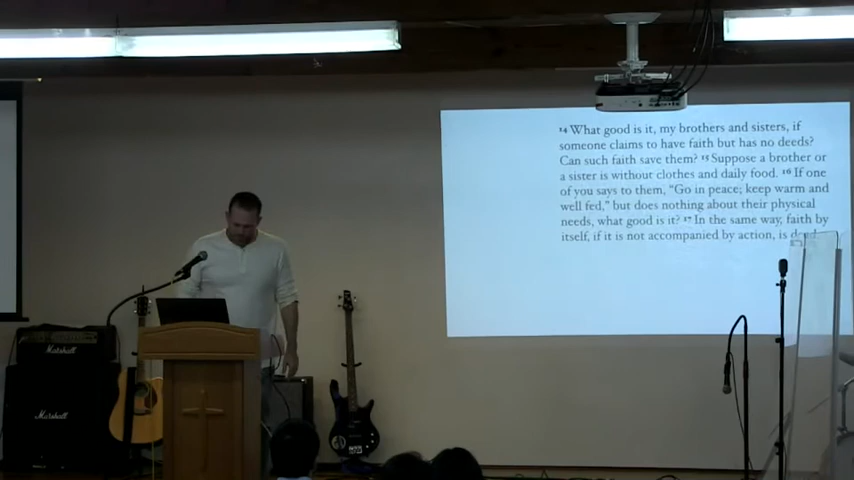 14 What good is it, my brothers and sisters, if
someone claims to have faith but has no deeds?
Can such faith save them? 15 Suppose a brother or
a sister is without clothes and daily food. 16 If one
of you says to them, “Go in peace; keep warm and
well fed,” but does nothing about their physical
needs, what good is it? 17 In the same way, faith by
itself, if it is not accompanied by action, is dead.
Marshall
Marshall